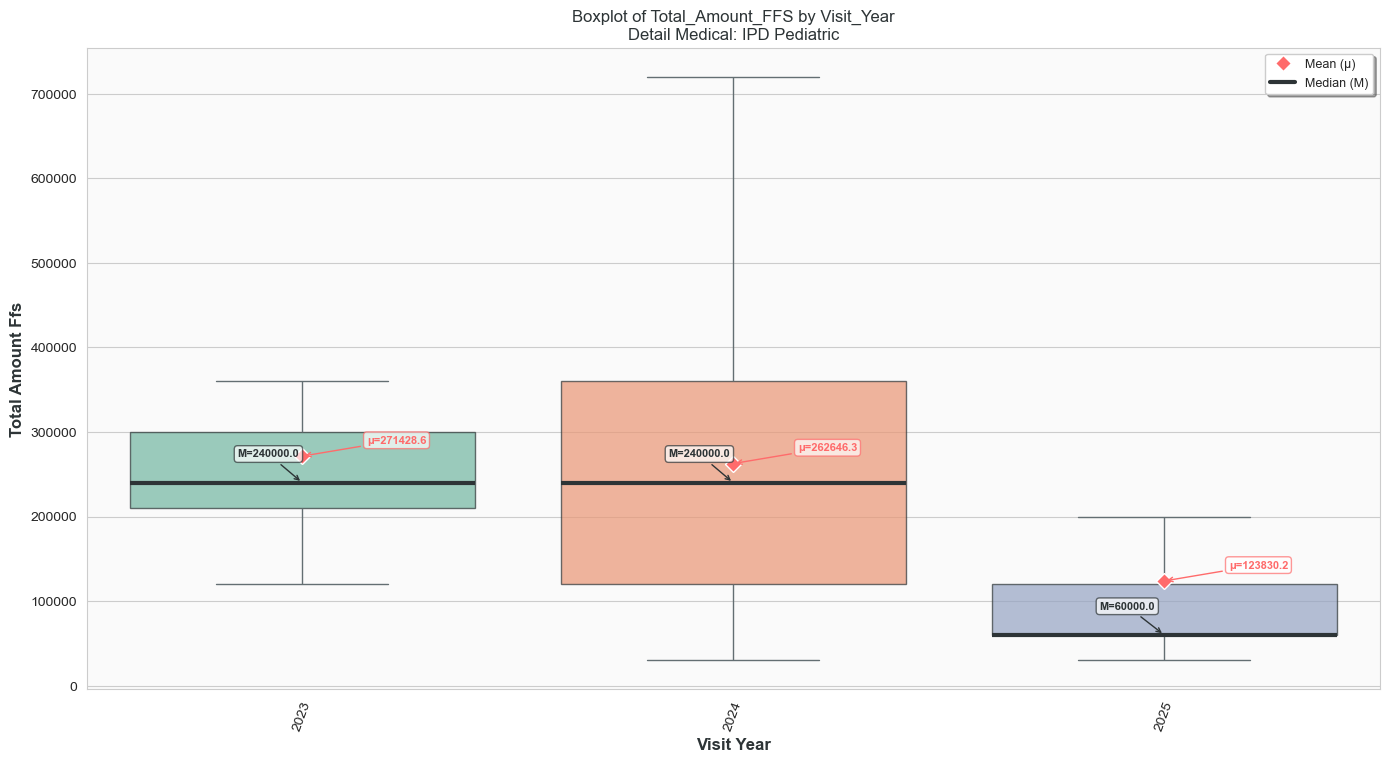 Boxplot of Total_Amount_FFS by Visit_Year
Detail Medical: IPD Pediatric
Mean (μ)
Median (M)
Total Amount Ffs
700000
600000
500000
400000
300000
200000
100000
0
M=240000.0
μ=271428.6
M=240000.0
μ=262646.3
M=60000.0
μ=123830.2
2023
2024
2025
Visit Year